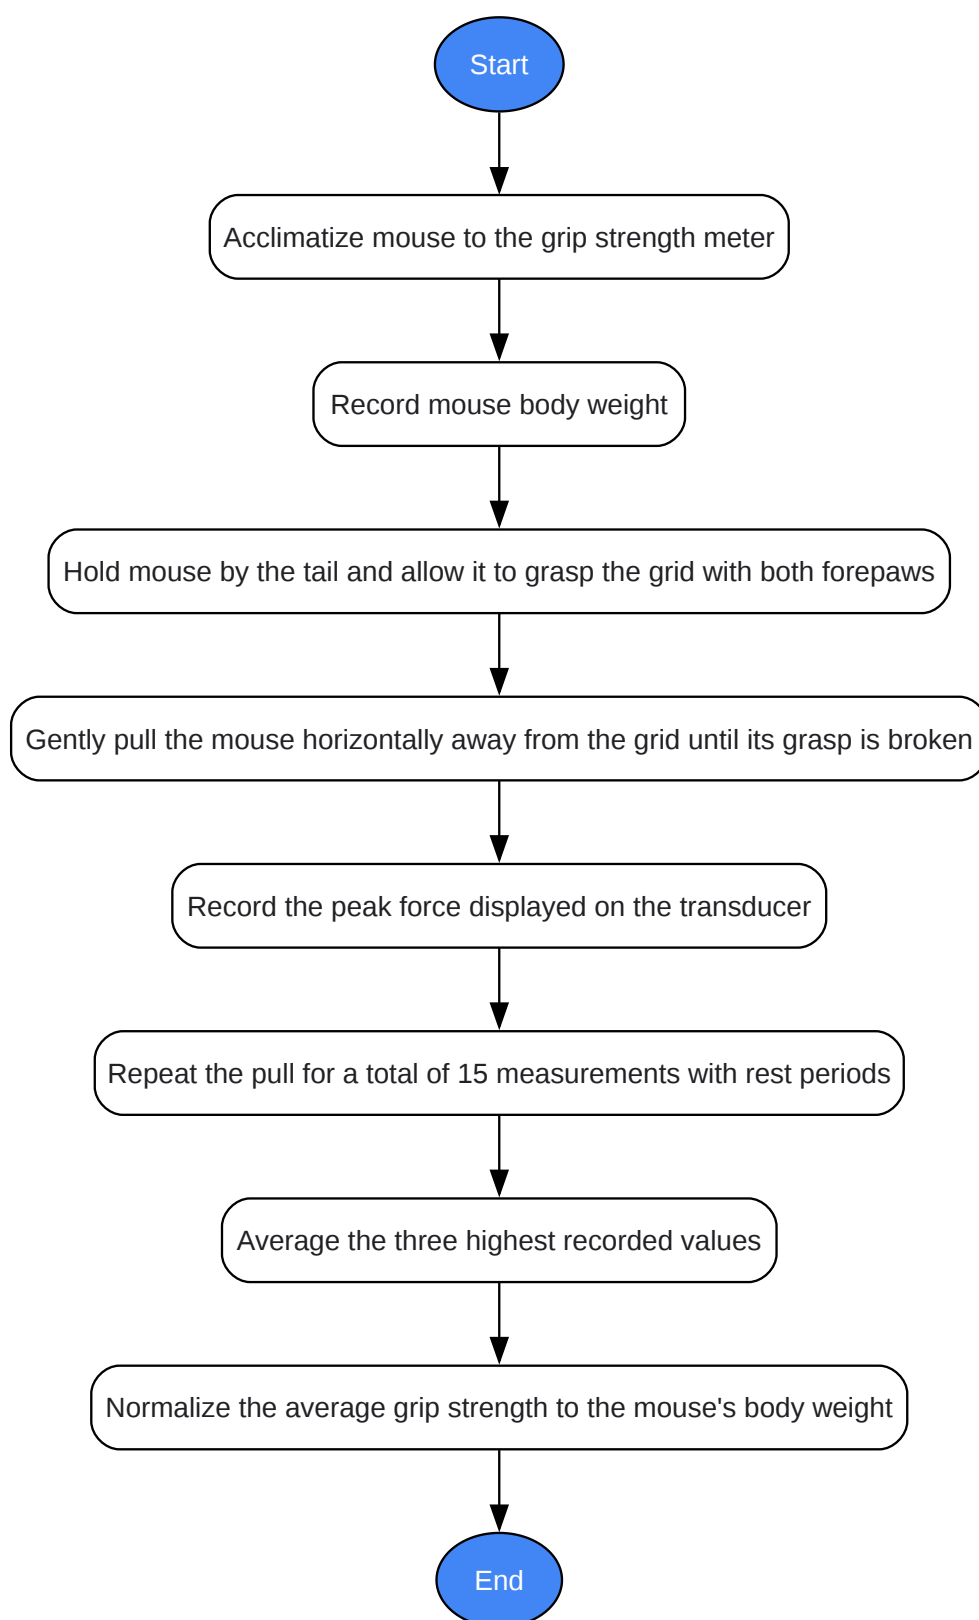 Start
Acclimatize mouse to the grip strength meter
Record mouse body weight
Hold mouse by the tail and allow it to grasp the grid with both forepaws
Gently pull the mouse horizontally away from the grid until its grasp is broken
Record the peak force displayed on the transducer
Repeat the pull for a total of 15 measurements with rest periods
Average the three highest recorded values
Normalize the average grip strength to the mouse's body weight
End